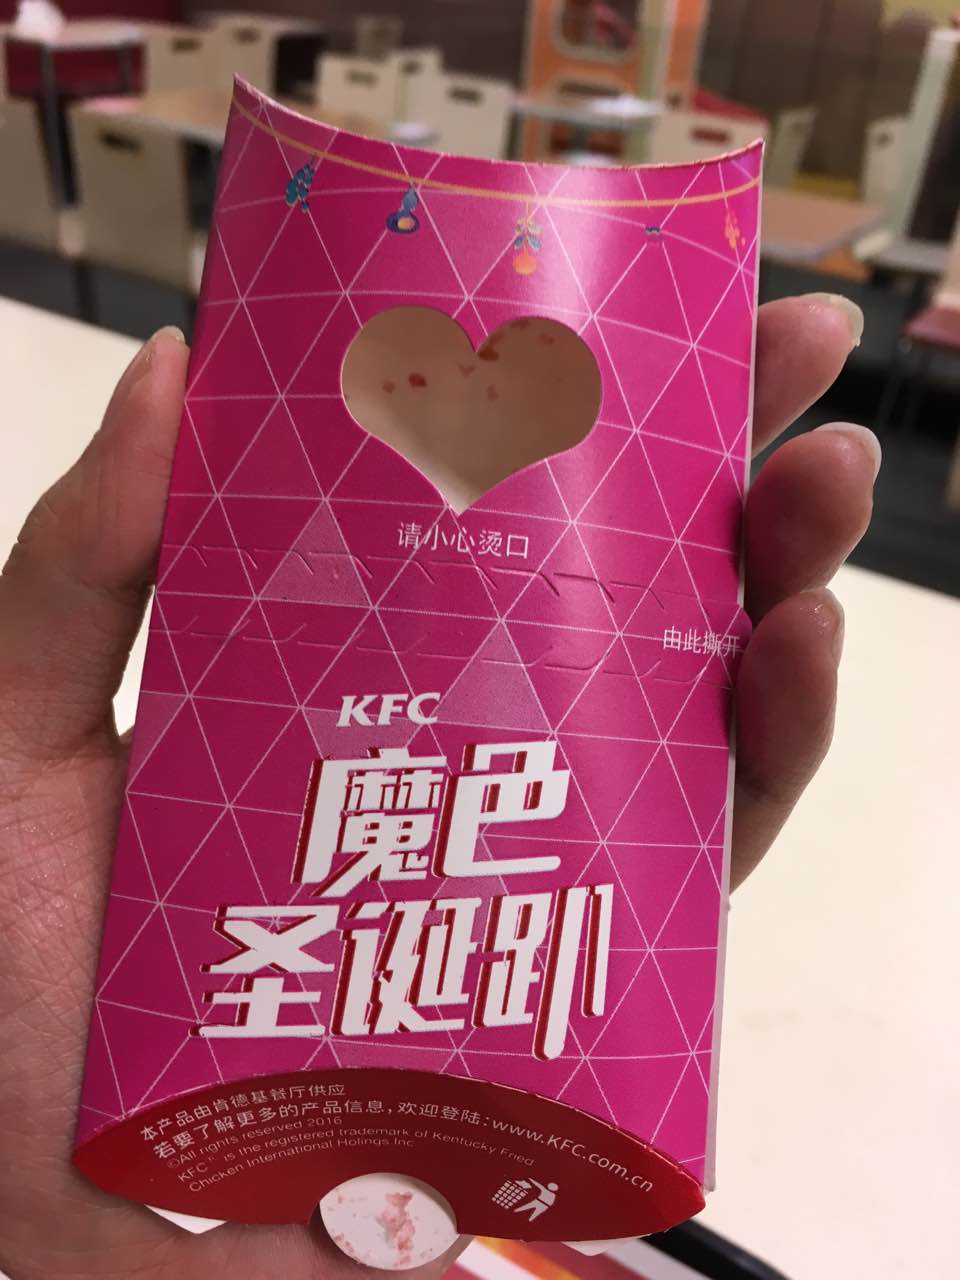 请小心烫口
由此撕开
KFC
魔色
圣诞趴
本产品由肯德基餐厅供应
若要了解更多的产品信息，欢迎登陆：www.KFC.com.cn
©All rights reserved 2016
KFC® is the registered trademark of Kentucky Fried
Chicken International Holings.Inc